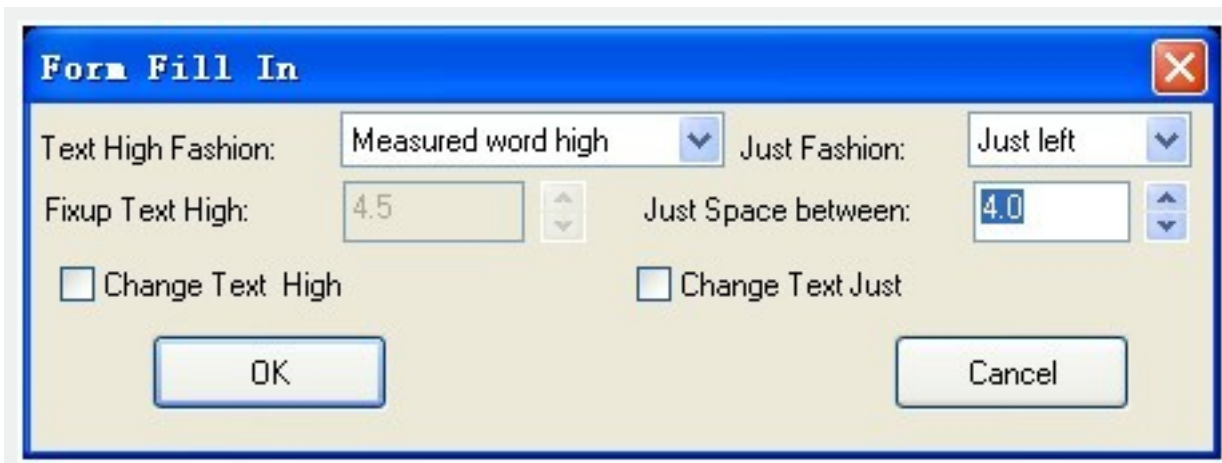 Form Fill In
Text High Fashion: Measured word high Just Fashion: Just left
Fixup Text High: 4.5 Just Space between: 4.0
Change Text High Change Text Just
OK Cancel